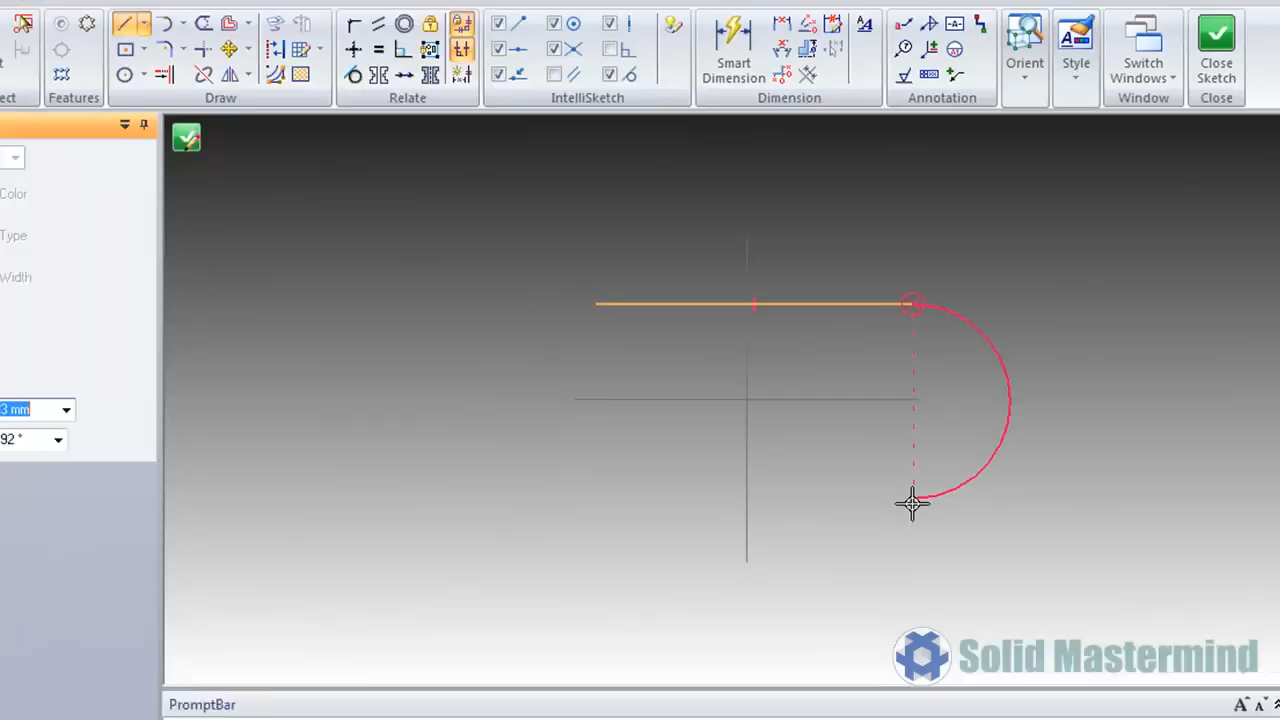 Smart
Dimension
Orient
Style
Switch
Windows
Close
Sketch
ect
Features
Draw
Relate
IntelliSketch
Dimension
Annotation
Window
Close
Color
Type
Width
3 mm
92 °
Solid Mastermind
PromptBar